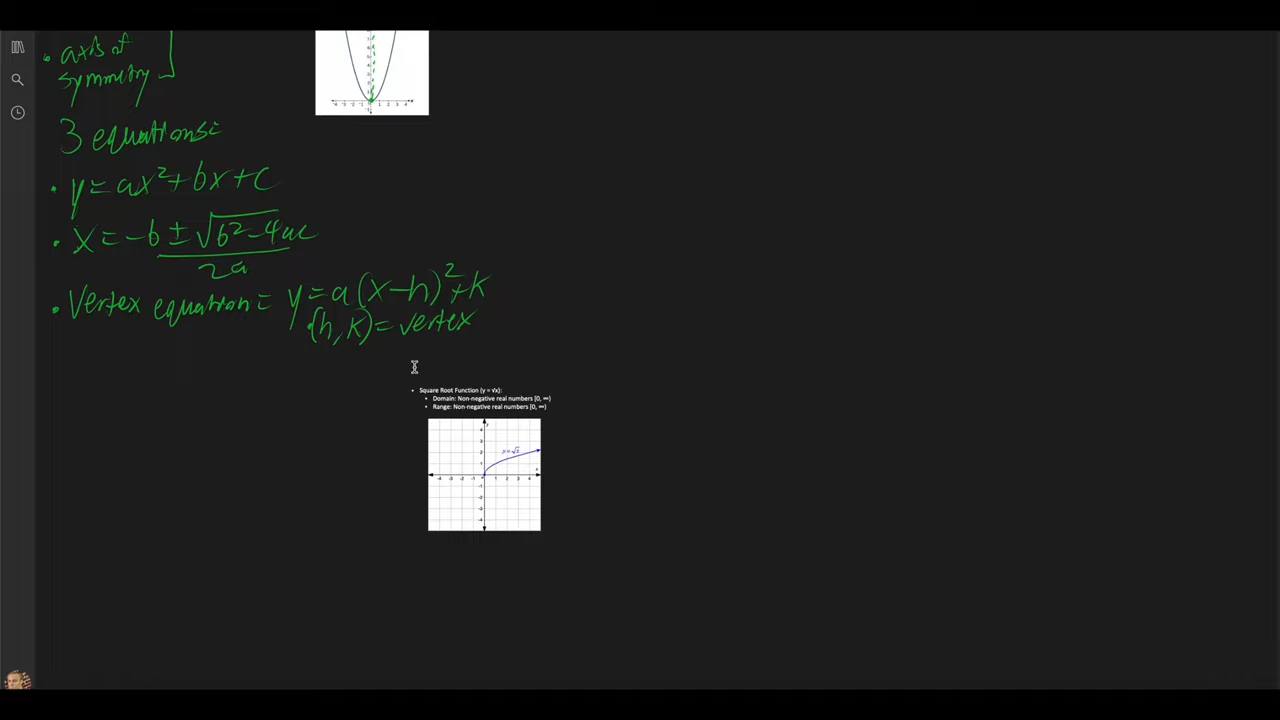 • axis of
symmetry
3 equations:
• y = ax² + bx + c
• x = -b ± √b² - 4ac
2a
• Vertex equation = y = a(x-h)² + k
(h, k) = vertex
• Square Root Function (y = √x):
• Domain: Non-negative real numbers [0, ∞)
• Range: Non-negative real numbers [0, ∞)
y = √x